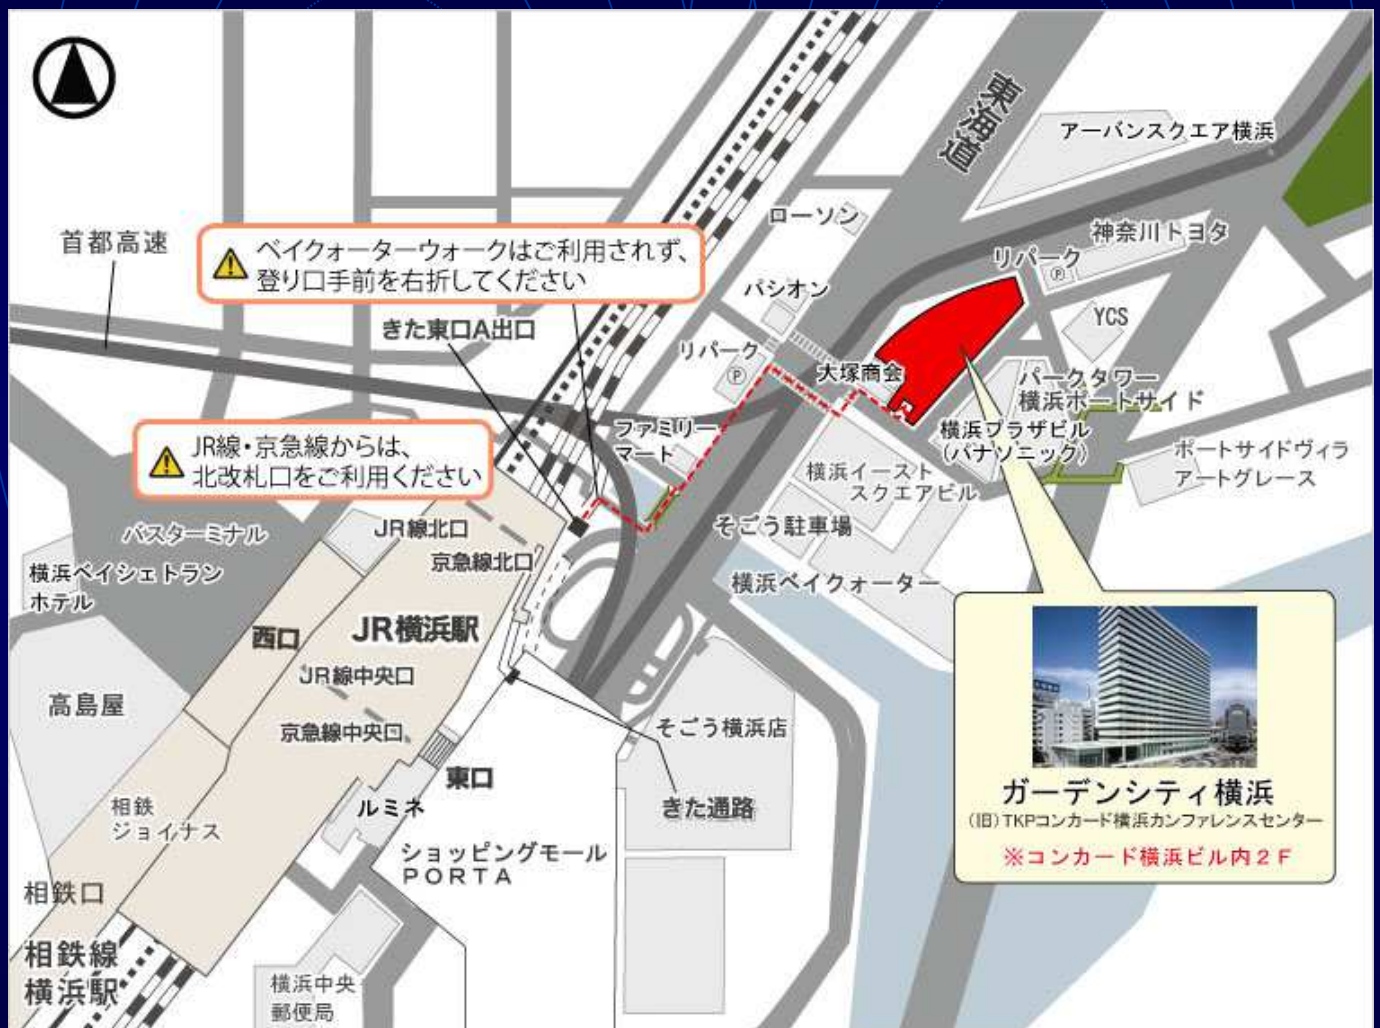 東海道
アーバンスクエア横浜
ローソン
神奈川トヨタ
首都高速
ベイクォーターウォークはご利用されず、
登り口手前を右折してください
リパーク
P
パシオン
YCS
きた東口A出口
リパーク
P
大塚商会
パークタワー
横浜ポートサイド
ファミリー
マート
横浜プラザビル
(パナソニック)
JR線・京急線からは、
北改札口をご利用ください
横浜イースト
スクエアビル
ポートサイドヴィラ
アートグレース
バスターミナル
JR線北口
そごう駐車場
京急線北口
横浜ベイシェトラン
ホテル
横浜ベイクォーター
西口
JR横浜駅
JR線中央口
高島屋
京急線中央口
そごう横浜店
東口
きた通路
相鉄
ジョイナス
ルミネ
ショッピングモール
PORTA
ガーデンシティ横浜
(旧)TKPコンカード横浜カンファレンスセンター
※コンカード横浜ビル内2F
相鉄口
相鉄線
横浜駅
横浜中央
郵便局